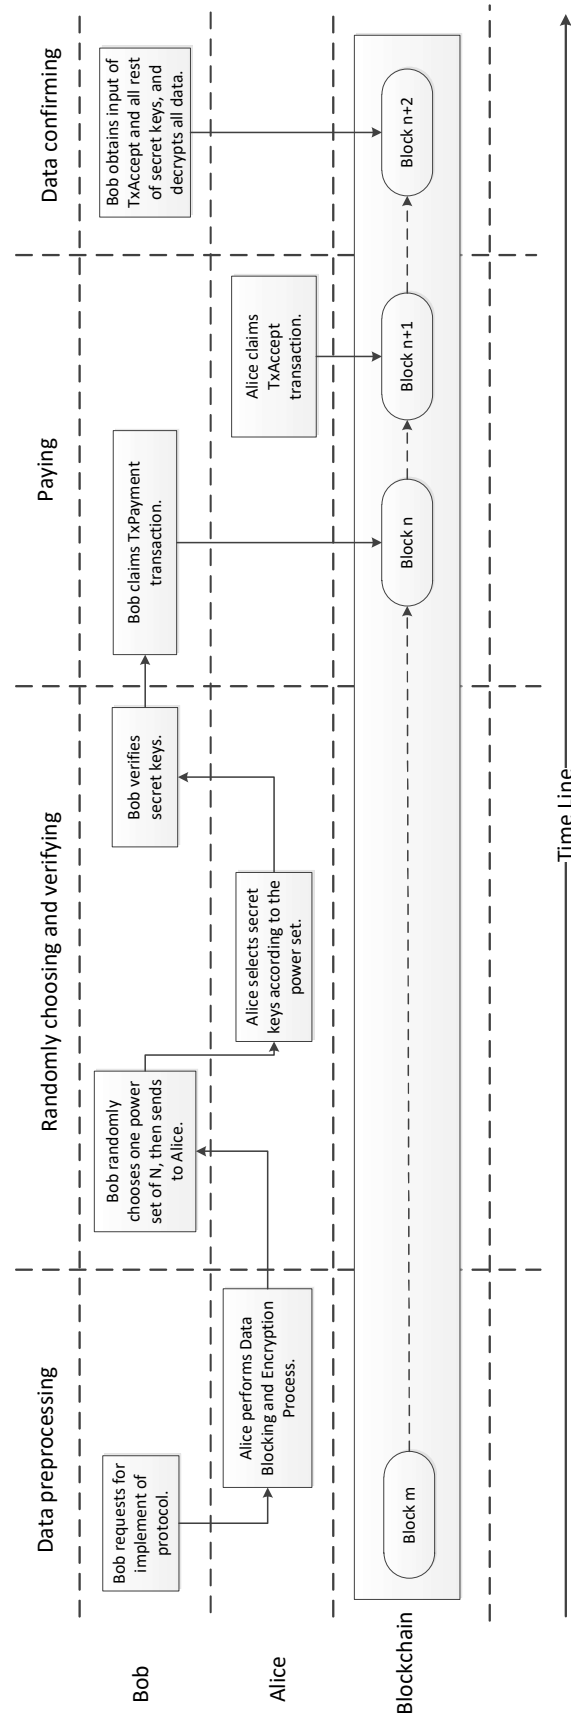 Data preprocessing
Randomly choosing and verifying
Paying
Data confirming
Bob
Bob requests for
implement of
protocol.
Bob randomly
chooses one power
set of N, then sends
to Alice.
Bob verifies
secret keys.
Bob claims TxPayment
transaction.
Bob obtains input of
TxAccept and all rest
of secret keys, and
decrypts all data.
Alice
Alice performs Data
Blocking and Encryption
Process.
Alice selects secret
keys according to the
power set.
Alice claims
TxAccept
transaction.
Blockchain
Block m
Block n
Block n+1
Block n+2
Time Line